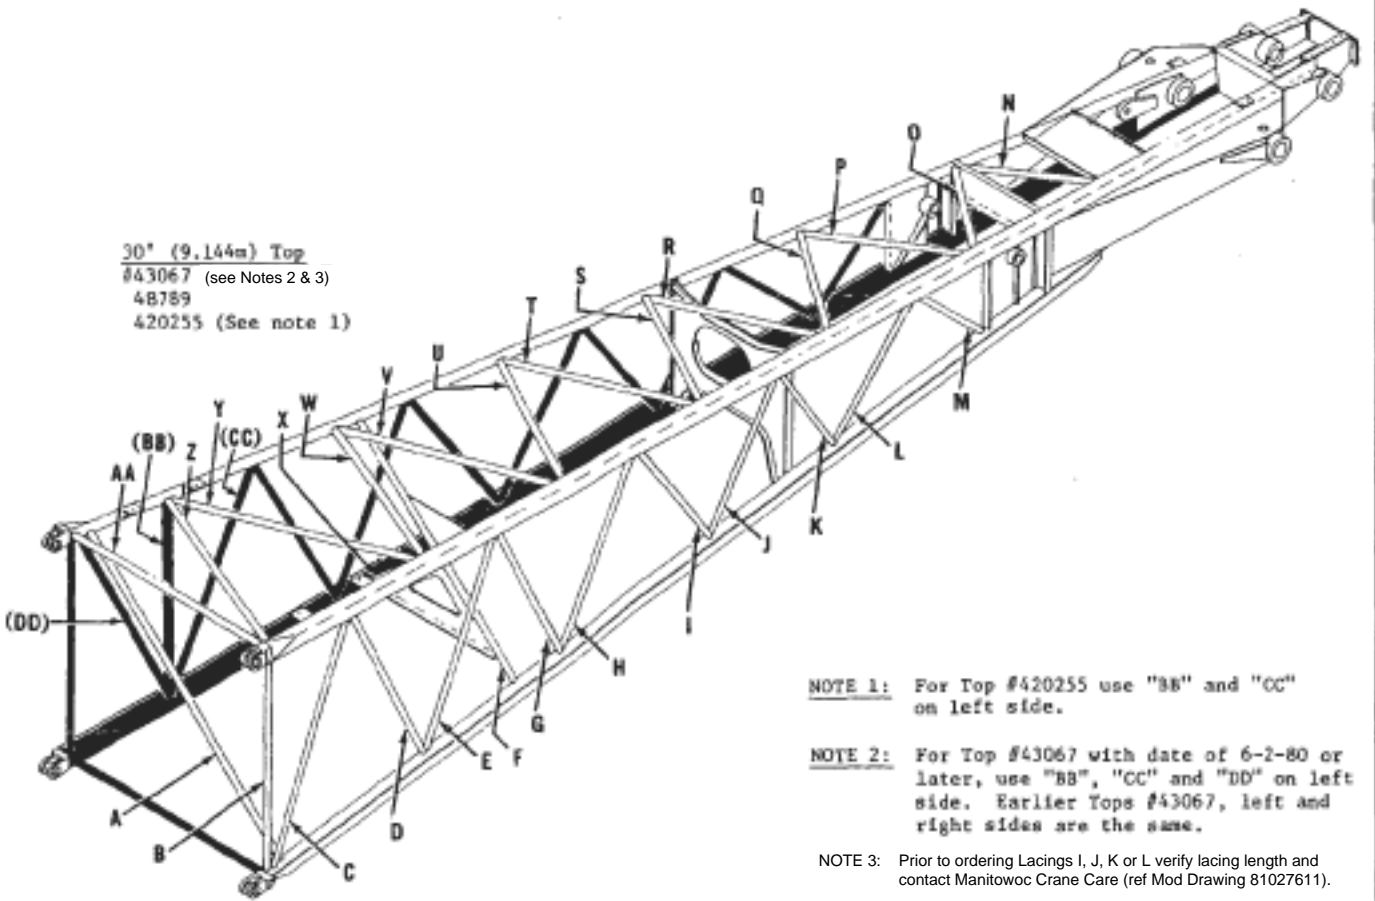 30' (9.144m) Top
#43067 (see Notes 2 & 3)
48789
420255 (See note 1)
N
O
P
Q
R
S
T
U
V
W
X
(CC)
Y
Z
(BB)
AA
(DD)
A
B
C
D
E
F
G
H
I
J
K
L
M
NOTE 1: For Top #420255 use "BB" and "CC"
on left side.
NOTE 2: For Top #43067 with date of 6-2-80 or
later, use "BB", "CC" and "DD" on left
side. Earlier Tops #43067, left and
right sides are the same.
NOTE 3: Prior to ordering Lacings I, J, K or L verify lacing length and
contact Manitowoc Crane Care (ref Mod Drawing 81027611).